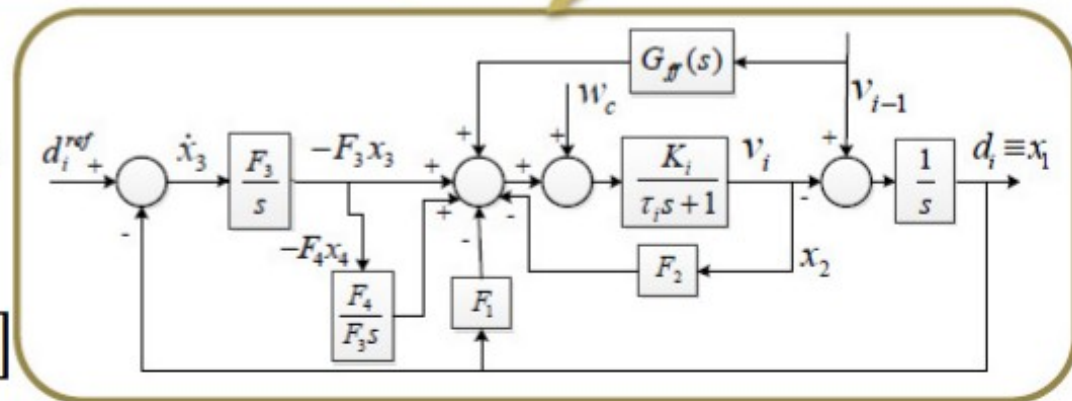 G_ff(s)
w_c
v_{i-1}
d_i^{ref} + ẋ_3 F_3/s -F_3x_3 + + + + K_i/(τ_i s+1) v_i + d_i ≡ x_1
1/s
- + - - -
-F_4x_4 F_2 x_2
F_4/(F_3 s) F_1
]